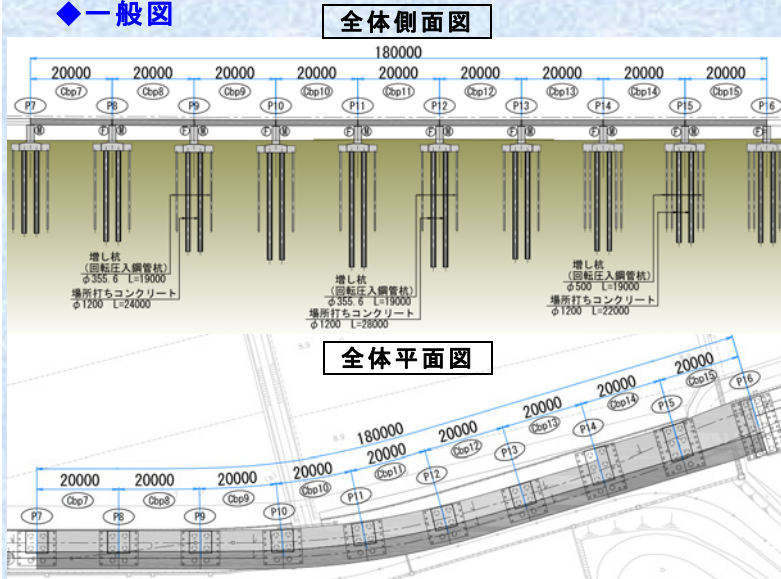 ◆一般図
全体側面図
180000
20000 20000 20000 20000 20000 20000 20000 20000 20000
Cbp7 Cbp8 Cbp9 Cbp10 Cbp11 Cbp12 Cbp13 Cbp14 Cbp15
P7 P8 P9 P10 P11 P12 P13 P14 P15 P16
M F M F M F M F M F M F M F M F M F
増し杭
(回転圧入鋼管杭)
φ355.6 L=19000
場所打ちコンクリート
φ1200 L=24000
増し杭
(回転圧入鋼管杭)
φ355.6 L=19000
場所打ちコンクリート
φ1200 L=28000
増し杭
(回転圧入鋼管杭)
φ500 L=19000
場所打ちコンクリート
φ1200 L=22000
全体平面図
180000
20000 20000 20000 20000 20000 20000 20000 20000 20000
Cbp7 Cbp8 Cbp9 Cbp10 Cbp11 Cbp12 Cbp13 Cbp14 Cbp15
P7 P8 P9 P10 P11 P12 P13 P14 P15 P16
8.9